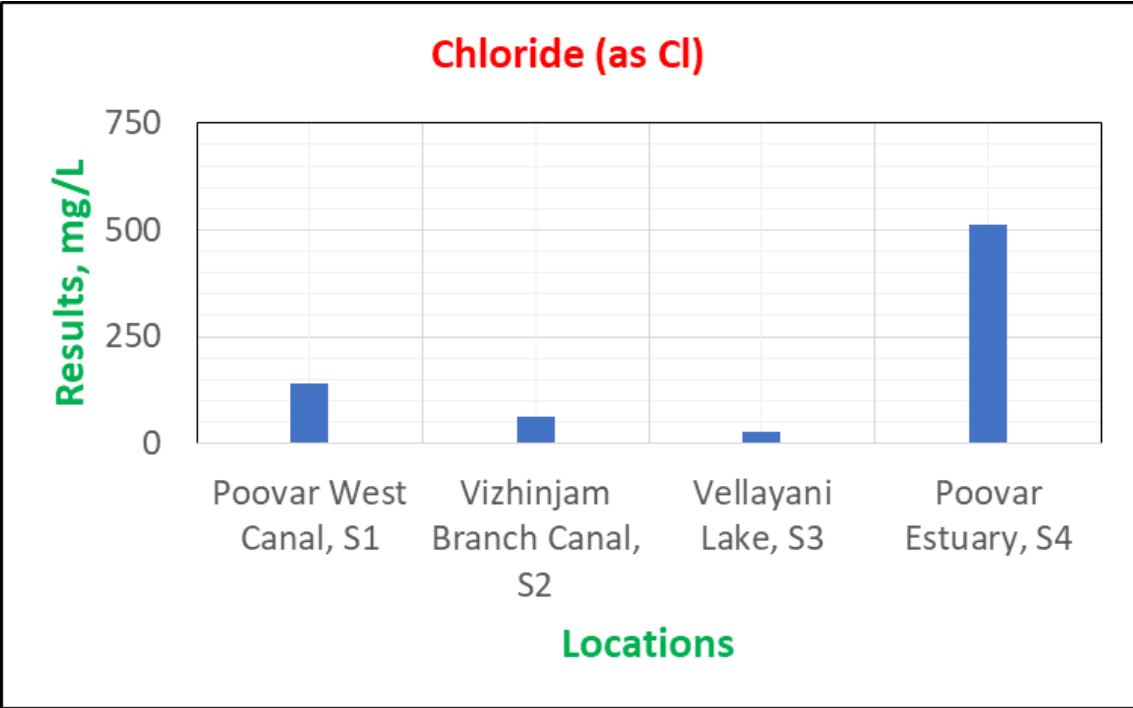 Chloride (as Cl)
Results, mg/L
750
500
250
0
Poovar West
Canal, S1
Vizhinjam
Branch Canal,
S2
Vellayani
Lake, S3
Poovar
Estuary, S4
Locations